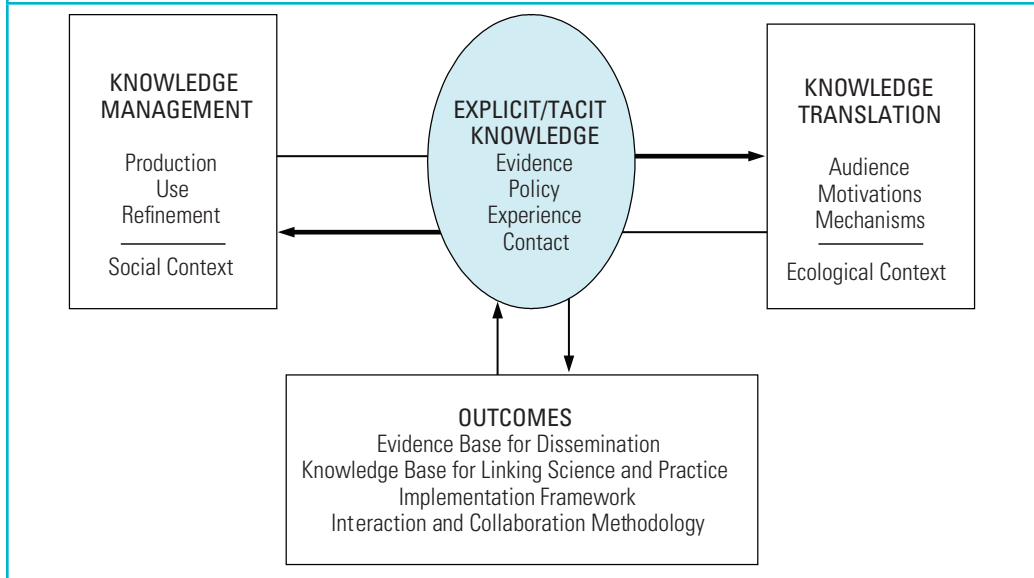 KNOWLEDGE
MANAGEMENT
Production
Use
Refinement
Social Context
EXPLICIT/TACIT
KNOWLEDGE
Evidence
Policy
Experience
Contact
KNOWLEDGE
TRANSLATION
Audience
Motivations
Mechanisms
Ecological Context
OUTCOMES
Evidence Base for Dissemination
Knowledge Base for Linking Science and Practice
Implementation Framework
Interaction and Collaboration Methodology